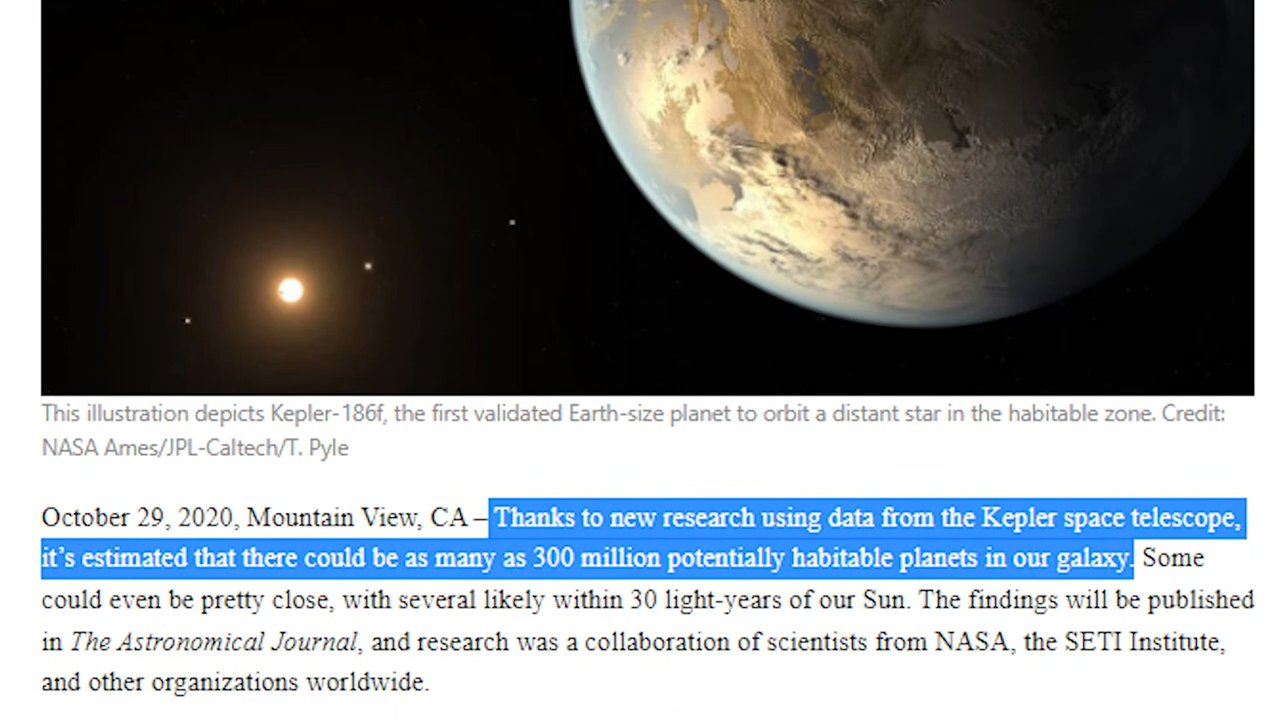 This illustration depicts Kepler-186f, the first validated Earth-size planet to orbit a distant star in the habitable zone. Credit:
NASA Ames/JPL-Caltech/T. Pyle
October 29, 2020, Mountain View, CA – Thanks to new research using data from the Kepler space telescope,
it’s estimated that there could be as many as 300 million potentially habitable planets in our galaxy. Some
could even be pretty close, with several likely within 30 light-years of our Sun. The findings will be published
in The Astronomical Journal, and research was a collaboration of scientists from NASA, the SETI Institute,
and other organizations worldwide.